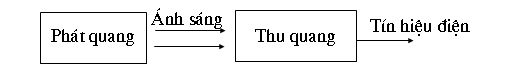 Phát quang
Ánh sáng
Thu quang
Tín hiệu điện